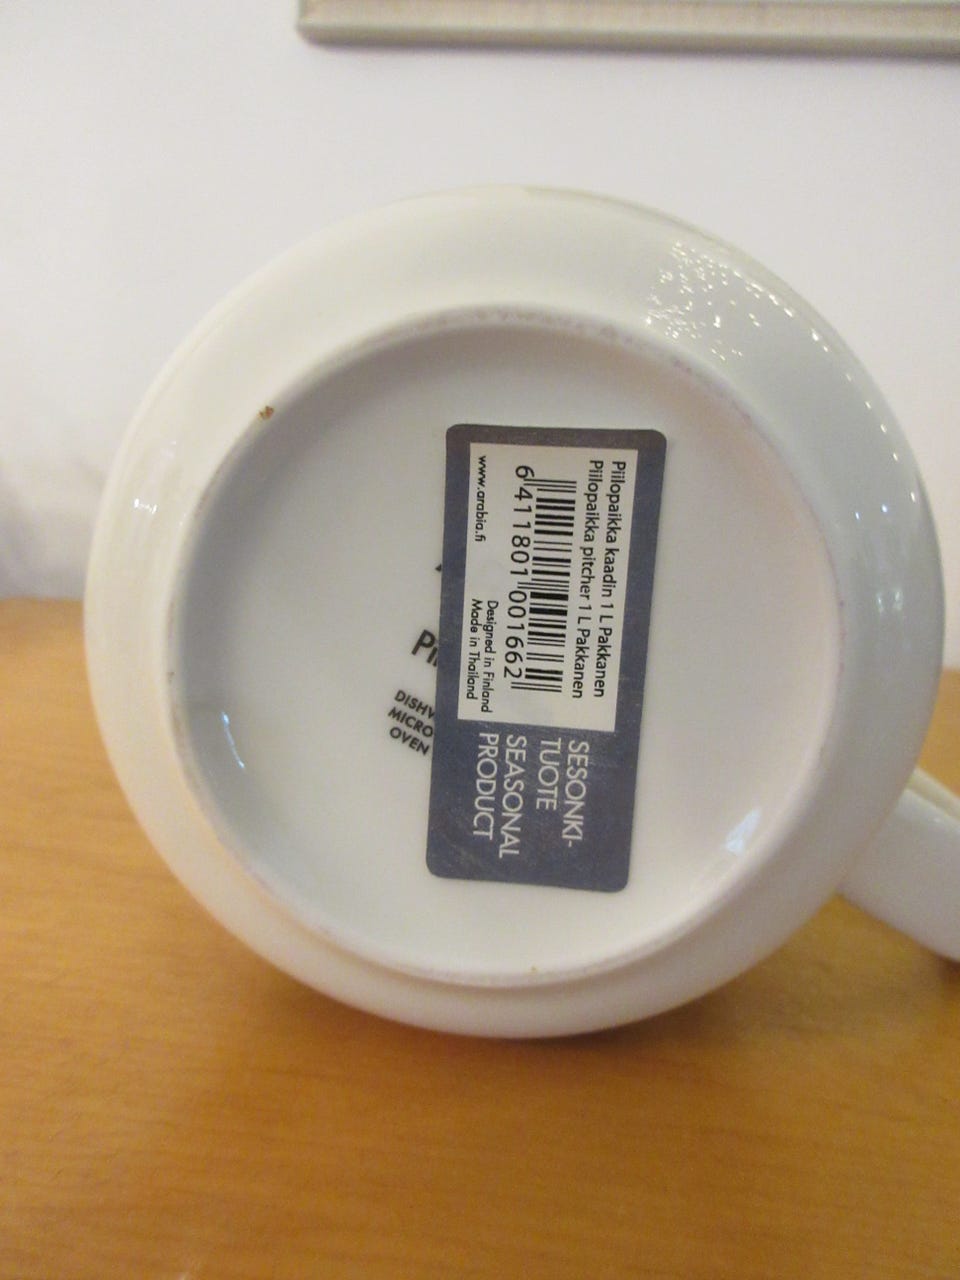 Piilopaikka kaadin 1 L Pakkanen
Piilopaikka pitcher 1 L Pakkanen
6 411801 001662
Designed in Finland
www.arabia.fi Made in Thailand
SESONKI-
TUOTE
SEASONAL
PRODUCT
OVEN